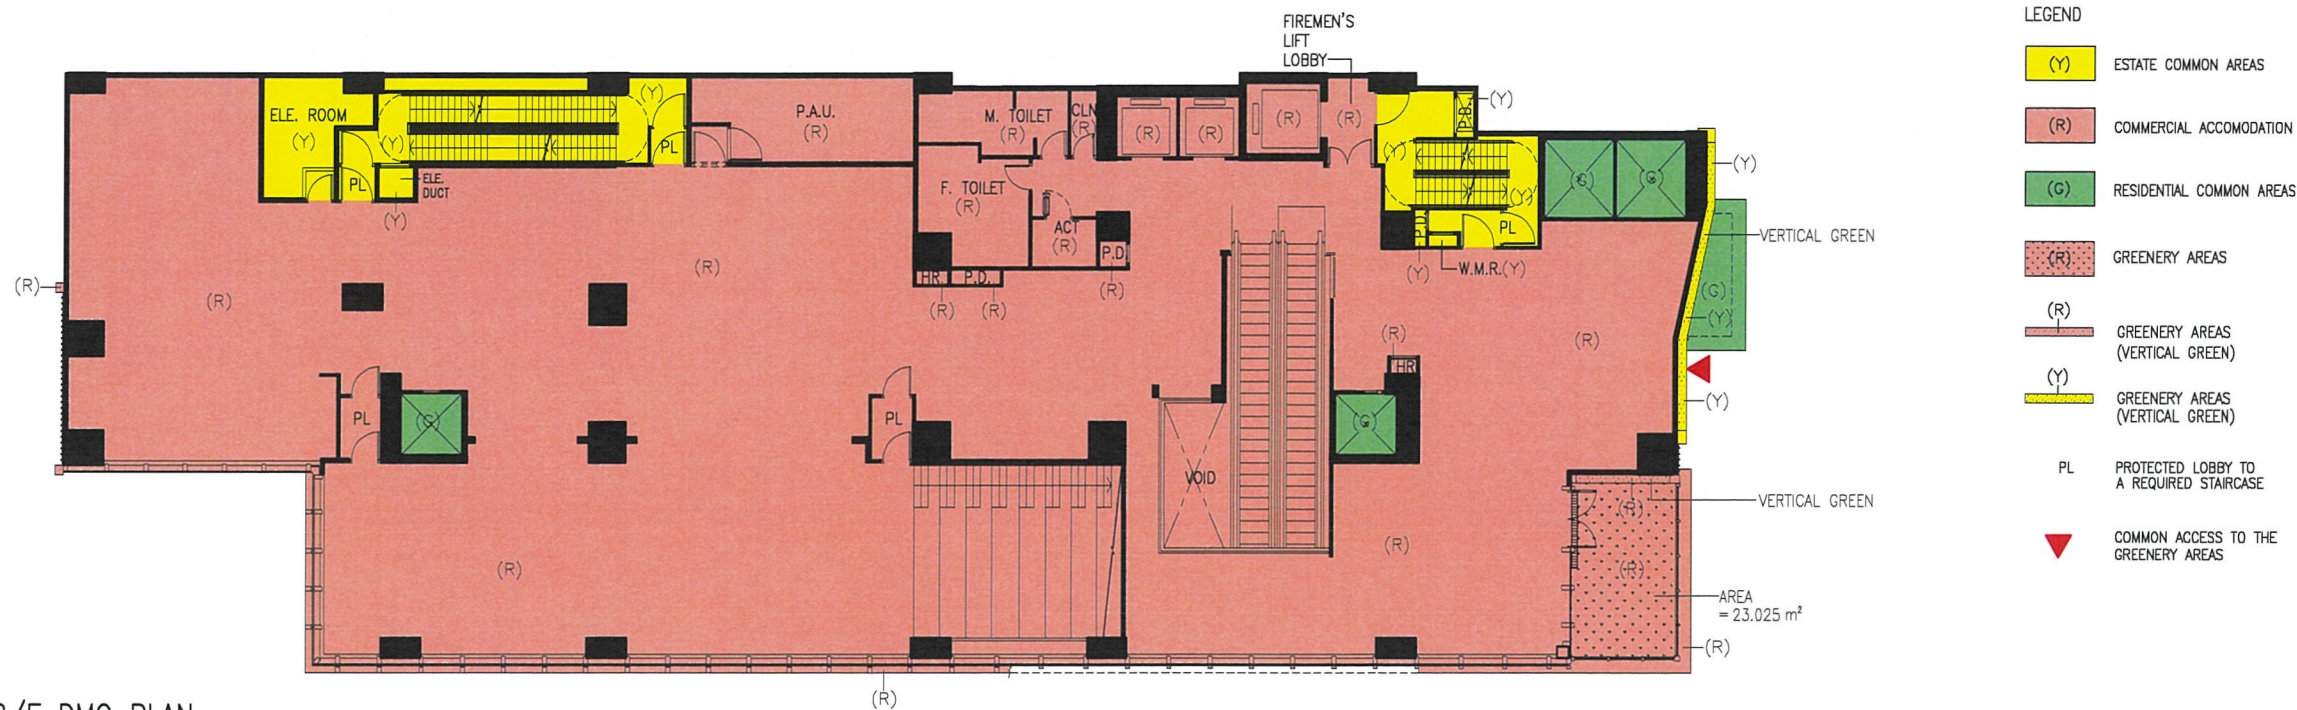 FIREMEN'S
LIFT
LOBBY
ELE. ROOM
(Y)
(Y)
(Y)
PL
PL
ELE.
DUCT
(Y)
P.A.U.
(R)
M. TOILET
(R)
CLN
(R)
(R)
(R)
(R)
(R)
P.B.
(Y)
(Y)
(Y)
F. TOILET
(R)
ACT
(R)
P.D.
(R)
HR.
P.D.
(R)
(R)
P.D.
(Y)
PL
W.M.R.(Y)
(G)
(G)
(Y)
VERTICAL GREEN
(G)
(Y)
(Y)
(R)
(R)
(R)
(R)
(R)
HR
(R)
PL
(G)
PL
(G)
VOID
(R)
(R)
VERTICAL GREEN
(R)
(R)
AREA
= 23.025 m²
(R)
(R)
LEGEND
(Y) ESTATE COMMON AREAS
(R) COMMERCIAL ACCOMODATION
(G) RESIDENTIAL COMMON AREAS
(R) GREENERY AREAS
(R)
GREENERY AREAS
(VERTICAL GREEN)
(Y)
GREENERY AREAS
(VERTICAL GREEN)
PL PROTECTED LOBBY TO
A REQUIRED STAIRCASE
COMMON ACCESS TO THE
GREENERY AREAS